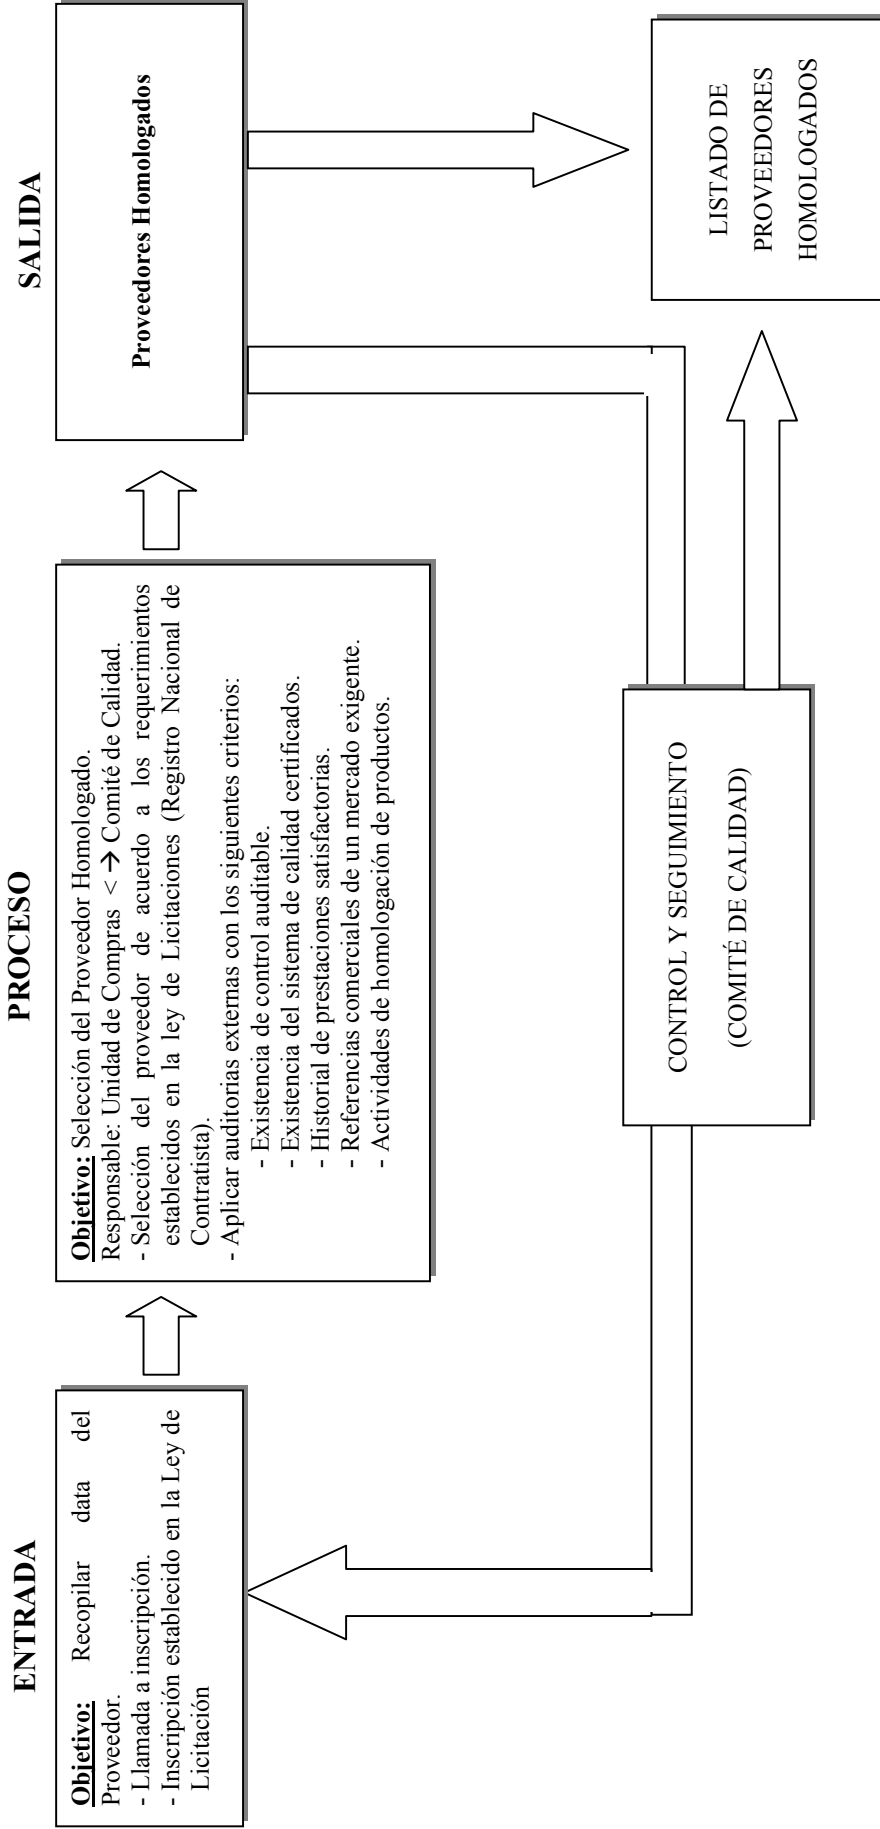 ENTRADA
PROCESO
SALIDA
Objetivo: Recopilar data del
Proveedor.
- Llamada a inscripción.
- Inscripción establecido en la Ley de
Licitación
Objetivo: Selección del Proveedor Homologado.
Responsable: Unidad de Compras < → Comité de Calidad.
- Selección del proveedor de acuerdo a los requerimientos
establecidos en la ley de Licitaciones (Registro Nacional de
Contratista).
- Aplicar auditorias externas con los siguientes criterios:
- Existencia de control auditable.
- Existencia del sistema de calidad certificados.
- Historial de prestaciones satisfactorias.
- Referencias comerciales de un mercado exigente.
- Actividades de homologación de productos.
Proveedores Homologados
CONTROL Y SEGUIMIENTO
(COMITÉ DE CALIDAD)
LISTADO DE
PROVEEDORES
HOMOLOGADOS